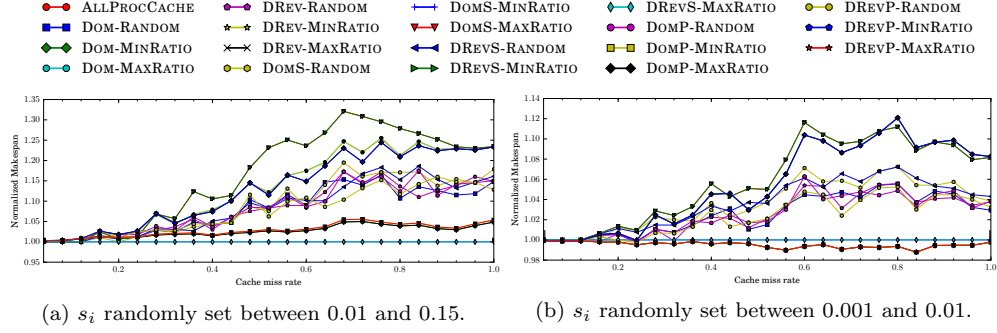 ALLPROCCACHE DREV-RANDOM DOMS-MINRATIO DREVS-MAXRATIO DREVP-RANDOM
DOM-RANDOM DREV-MINRATIO DOMS-MAXRATIO DOMP-RANDOM DREVP-MINRATIO
DOM-MINRATIO DREV-MAXRATIO DREVS-RANDOM DOMP-MINRATIO DREVP-MAXRATIO
DOM-MAXRATIO DOMS-RANDOM DREVS-MINRATIO DOMP-MAXRATIO
1.35
1.30
1.25
1.20
1.15
1.10
1.05
1.00
0.95
Normalized Makespan
0.2 0.4 0.6 0.8 1.0
Cache miss rate
(a) s_i randomly set between 0.01 and 0.15.
1.14
1.12
1.10
1.08
1.06
1.04
1.02
1.00
0.98
Normalized Makespan
0.2 0.4 0.6 0.8 1.0
Cache miss rate
(b) s_i randomly set between 0.001 and 0.01.